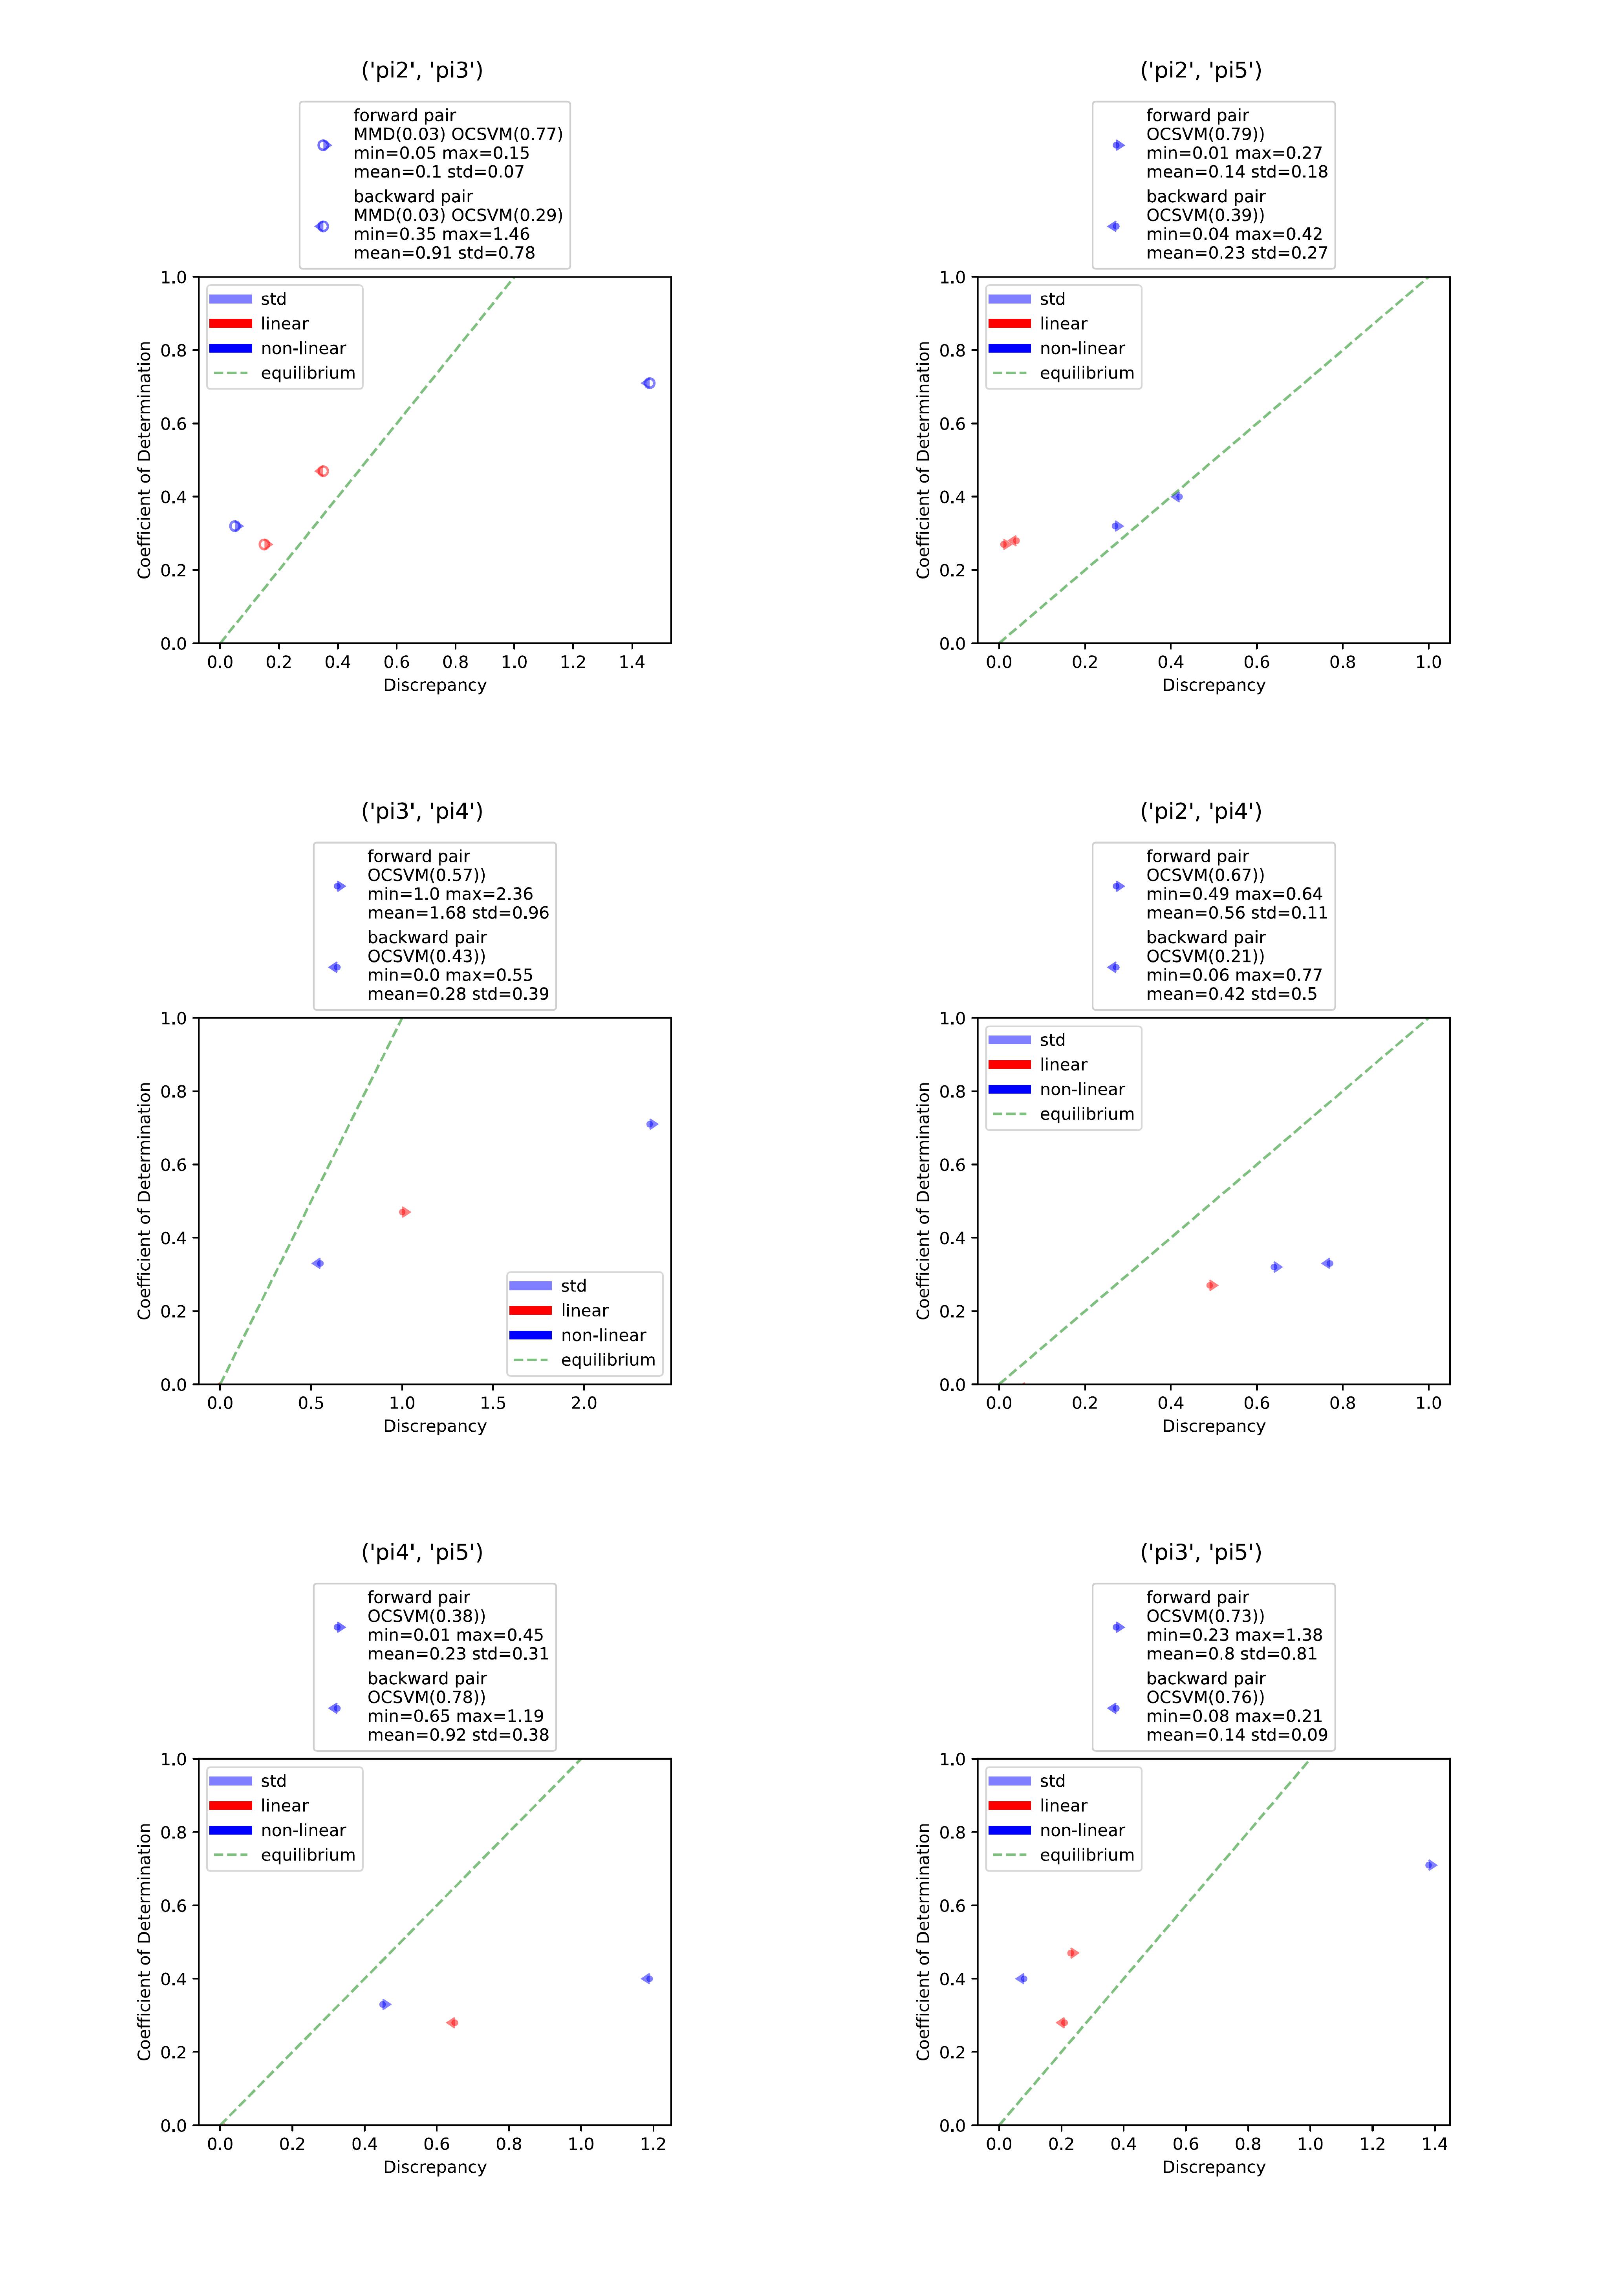 ('pi2', 'pi3')
forward pair
MMD(0.03) OCSVM(0.77)
min=0.05 max=0.15
mean=0.1 std=0.07
backward pair
MMD(0.03) OCSVM(0.29)
min=0.35 max=1.46
mean=0.91 std=0.78
std
linear
non-linear
equilibrium
Coefficient of Determination
1.0
0.8
0.6
0.4
0.2
0.0
0.0 0.2 0.4 0.6 0.8 1.0 1.2 1.4
Discrepancy
('pi2', 'pi5')
forward pair
OCSVM(0.79))
min=0.01 max=0.27
mean=0.14 std=0.18
backward pair
OCSVM(0.39))
min=0.04 max=0.42
mean=0.23 std=0.27
std
linear
non-linear
equilibrium
Coefficient of Determination
1.0
0.8
0.6
0.4
0.2
0.0
0.0 0.2 0.4 0.6 0.8 1.0
Discrepancy
('pi3', 'pi4')
forward pair
OCSVM(0.57))
min=1.0 max=2.36
mean=1.68 std=0.96
backward pair
OCSVM(0.43))
min=0.0 max=0.55
mean=0.28 std=0.39
Coefficient of Determination
1.0
0.8
0.6
0.4
0.2
0.0
std
linear
non-linear
equilibrium
0.0 0.5 1.0 1.5 2.0
Discrepancy
('pi2', 'pi4')
forward pair
OCSVM(0.67))
min=0.49 max=0.64
mean=0.56 std=0.11
backward pair
OCSVM(0.21))
min=0.06 max=0.77
mean=0.42 std=0.5
std
linear
non-linear
equilibrium
Coefficient of Determination
1.0
0.8
0.6
0.4
0.2
0.0
0.0 0.2 0.4 0.6 0.8 1.0
Discrepancy
('pi4', 'pi5')
forward pair
OCSVM(0.38))
min=0.01 max=0.45
mean=0.23 std=0.31
backward pair
OCSVM(0.78))
min=0.65 max=1.19
mean=0.92 std=0.38
std
linear
non-linear
equilibrium
Coefficient of Determination
1.0
0.8
0.6
0.4
0.2
0.0
0.0 0.2 0.4 0.6 0.8 1.0 1.2
Discrepancy
('pi3', 'pi5')
forward pair
OCSVM(0.73))
min=0.23 max=1.38
mean=0.8 std=0.81
backward pair
OCSVM(0.76))
min=0.08 max=0.21
mean=0.14 std=0.09
std
linear
non-linear
equilibrium
Coefficient of Determination
1.0
0.8
0.6
0.4
0.2
0.0
0.0 0.2 0.4 0.6 0.8 1.0 1.2 1.4
Discrepancy